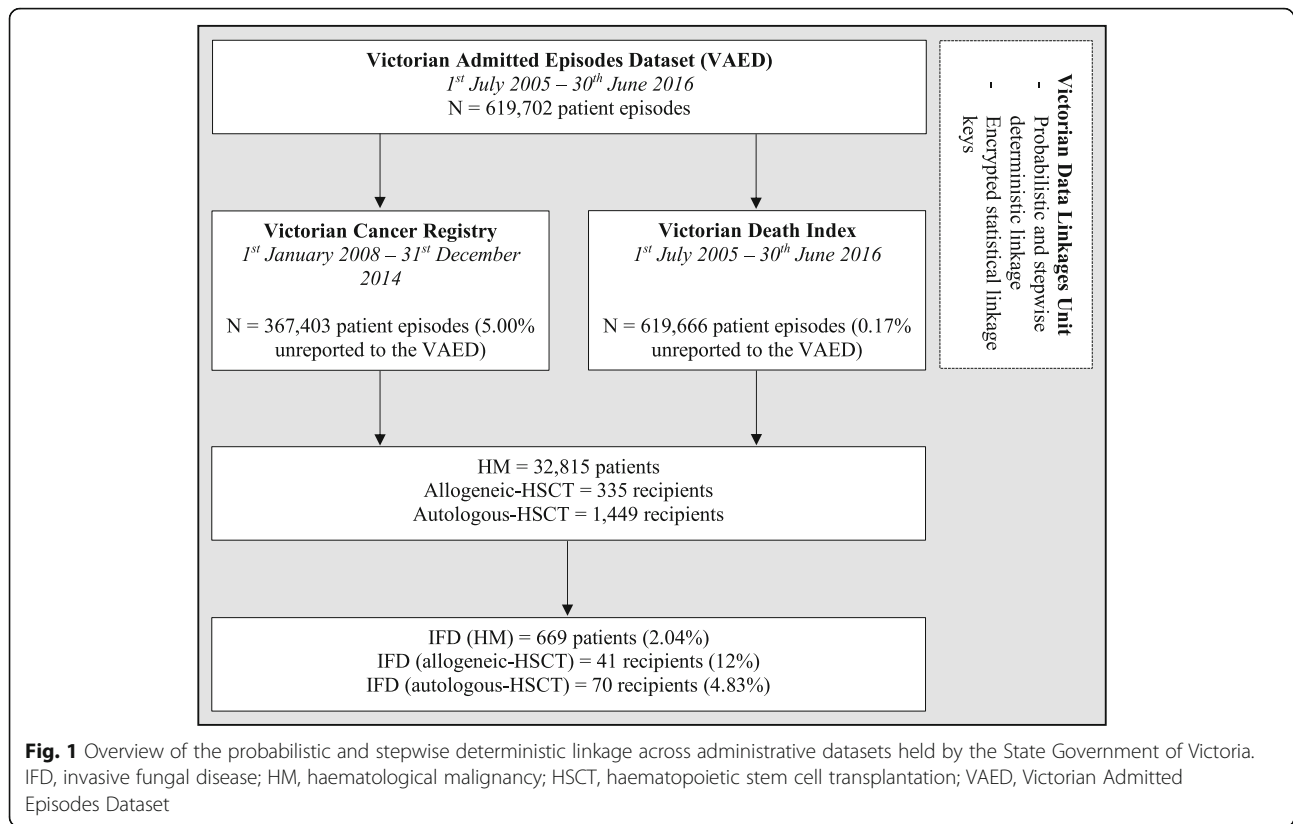 Victorian Admitted Episodes Dataset (VAED)
1st July 2005 – 30th June 2016
N = 619,702 patient episodes
Victorian Data Linkages Unit
- Probabilistic and stepwise
deterministic linkage
- Encrypted statistical linkage
keys
Victorian Cancer Registry
1st January 2008 – 31st December
2014
N = 367,403 patient episodes (5.00%
unreported to the VAED)
Victorian Death Index
1st July 2005 – 30th June 2016
N = 619,666 patient episodes (0.17%
unreported to the VAED)
HM = 32,815 patients
Allogeneic-HSCT = 335 recipients
Autologous-HSCT = 1,449 recipients
IFD (HM) = 669 patients (2.04%)
IFD (allogeneic-HSCT) = 41 recipients (12%)
IFD (autologous-HSCT) = 70 recipients (4.83%)
Fig. 1 Overview of the probabilistic and stepwise deterministic linkage across administrative datasets held by the State Government of Victoria.
IFD, invasive fungal disease; HM, haematological malignancy; HSCT, haematopoietic stem cell transplantation; VAED, Victorian Admitted
Episodes Dataset